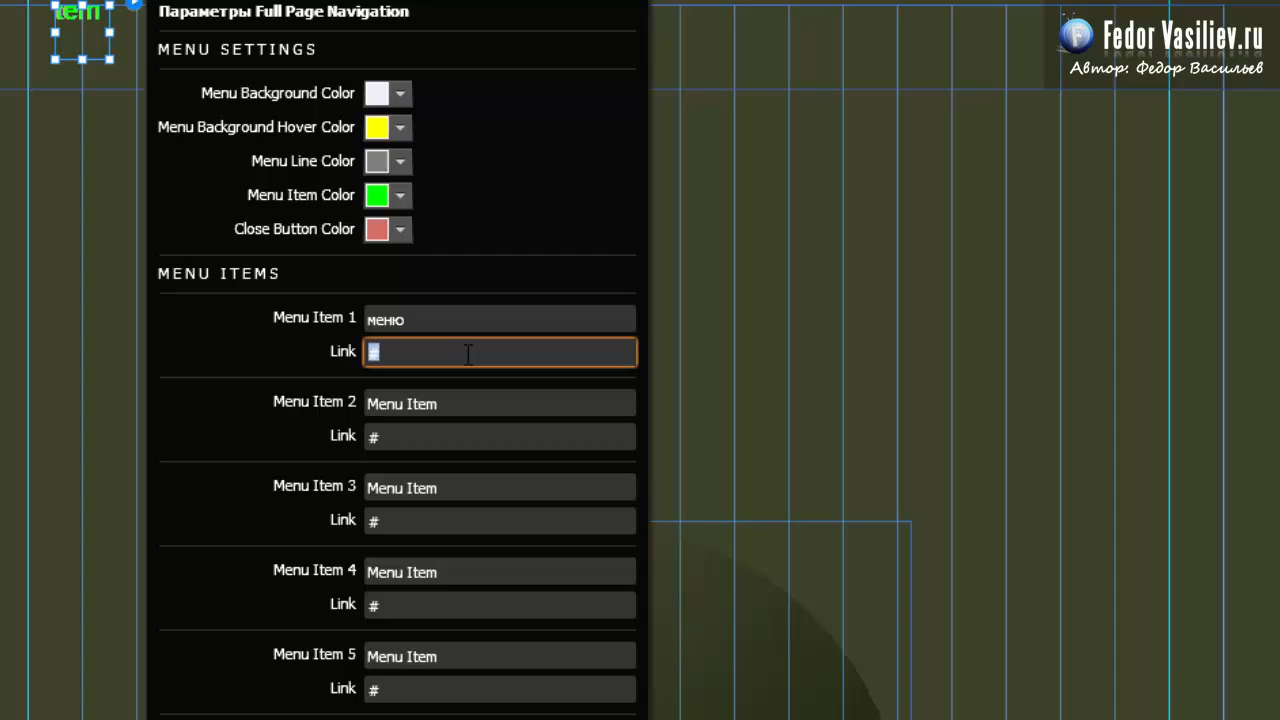 tem
Параметры Full Page Navigation
Fedor Vasiliev.ru
Автор: Федор Васильев
MENU SETTINGS
Menu Background Color
Menu Background Hover Color
Menu Line Color
Menu Item Color
Close Button Color
MENU ITEMS
Menu Item 1 меню
Link #
Menu Item 2 Menu Item
Link #
Menu Item 3 Menu Item
Link #
Menu Item 4 Menu Item
Link #
Menu Item 5 Menu Item
Link #